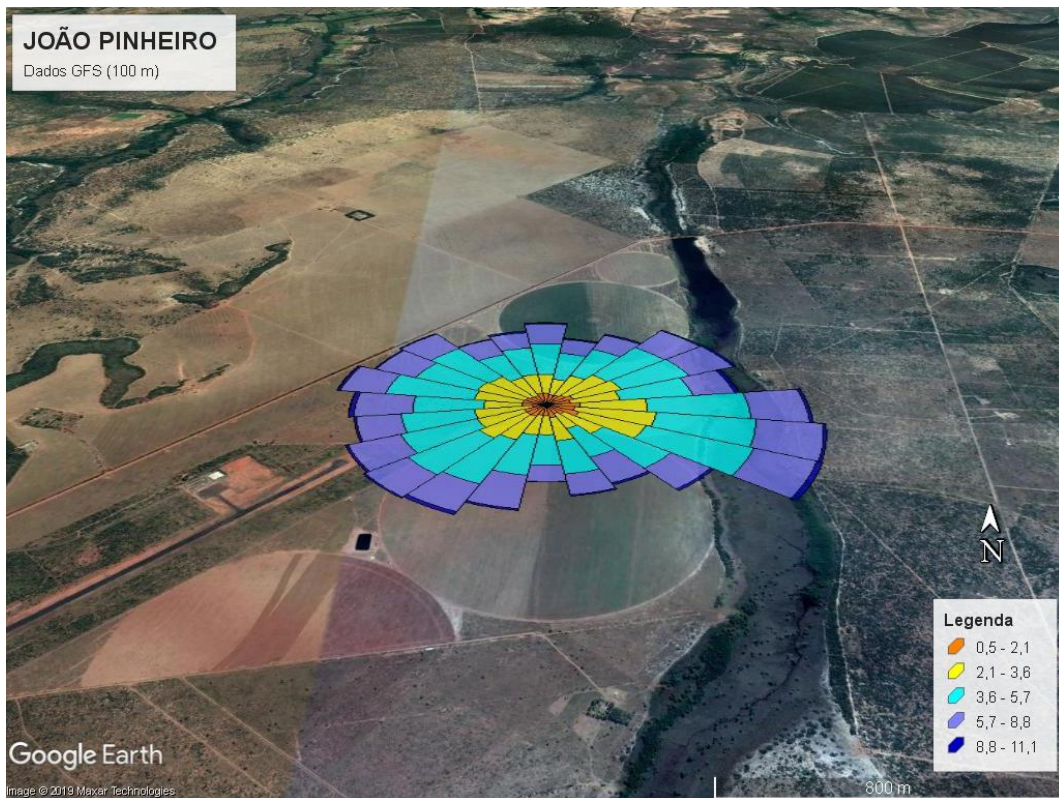 JOÃO PINHEIRO
Dados GFS (100 m)
N
Legenda
0,5 - 2,1
2,1 - 3,6
3,6 - 5,7
5,7 - 8,8
8,8 - 11,1
Google Earth
Image © 2019 Maxar Technologies
800 m